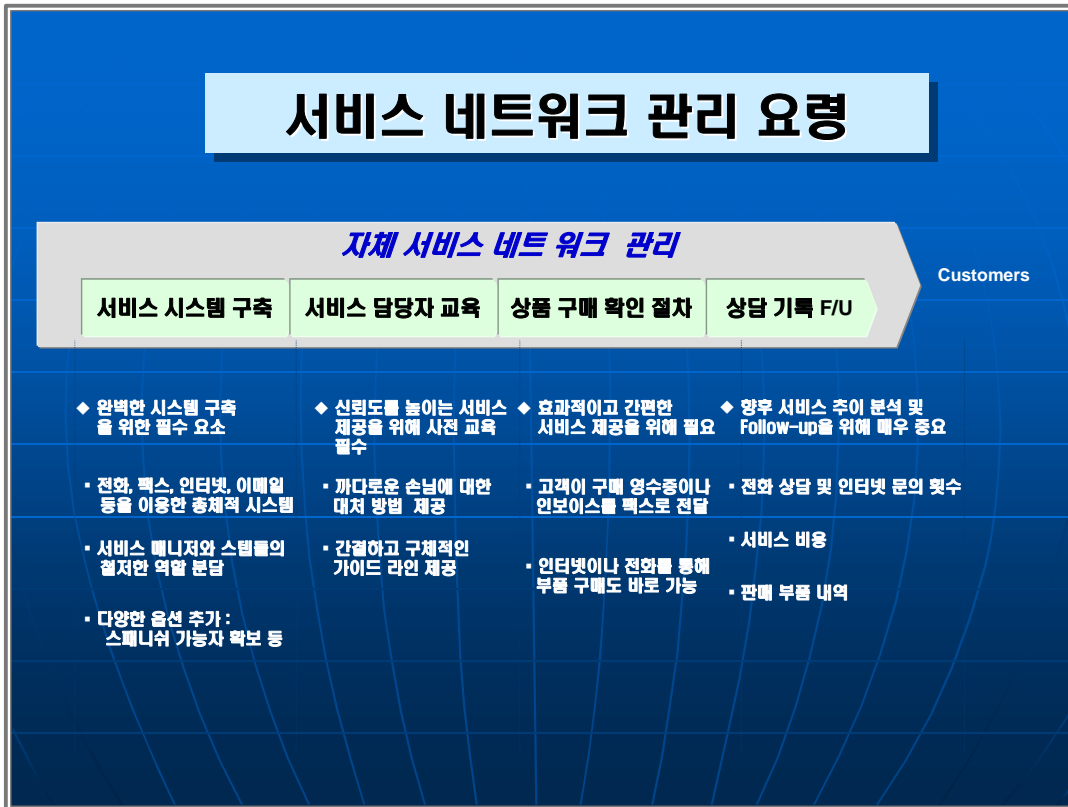 서비스 네트워크 관리 요령
자체 서비스 네트 워크 관리
Customers
서비스 시스템 구축
서비스 담당자 교육
상품 구매 확인 절차
상담 기록 F/U
◆ 완벽한 시스템 구축
을 위한 필수 요소
▪ 전화, 팩스, 인터넷, 이메일
등을 이용한 총체적 시스템
▪ 서비스 매니저와 스텝들의
철저한 역할 분담
▪ 다양한 옵션 추가 :
스패니쉬 가능자 확보 등
◆ 신뢰도를 높이는 서비스
제공을 위해 사전 교육
필수
▪ 까다로운 손님에 대한
대처 방법 제공
▪ 간결하고 구체적인
가이드 라인 제공
◆ 효과적이고 간편한
서비스 제공을 위해 필요
▪ 고객이 구매 영수증이나
인보이스를 팩스로 전달
▪ 인터넷이나 전화를 통해
부품 구매도 바로 가능
◆ 향후 서비스 추이 분석 및
Follow-up을 위해 매우 중요
▪ 전화 상담 및 인터넷 문의 횟수
▪ 서비스 비용
▪ 판매 부품 내역